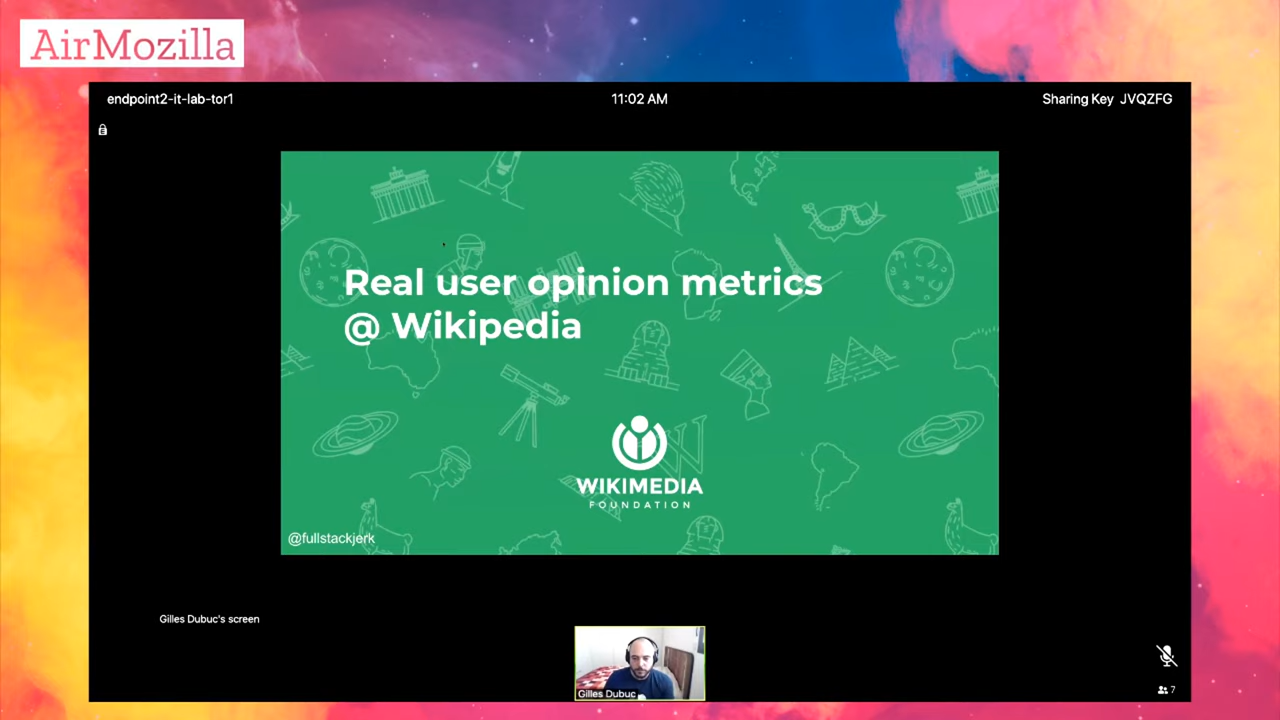 AirMozilla
endpoint2-it-lab-tor1
11:02 AM
Sharing Key JVQZFG
Real user opinion metrics
@ Wikipedia
W
WIKIMEDIA
FOUNDATION
@fullstackjerk
Gilles Dubuc's screen
Gilles Dubuc
7